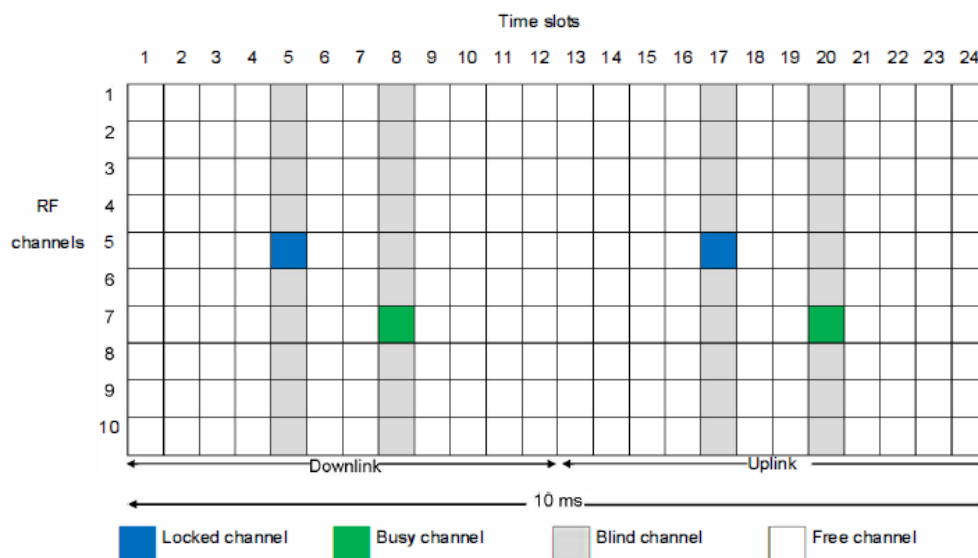 Time slots
1 2 3 4 5 6 7 8 9 10 11 12 13 14 15 16 17 18 19 20 21 22 23 24
1
2
3
4
RF
channels
5
6
7
8
9
10
Downlink Uplink
10 ms
Locked channel Busy channel Blind channel Free channel